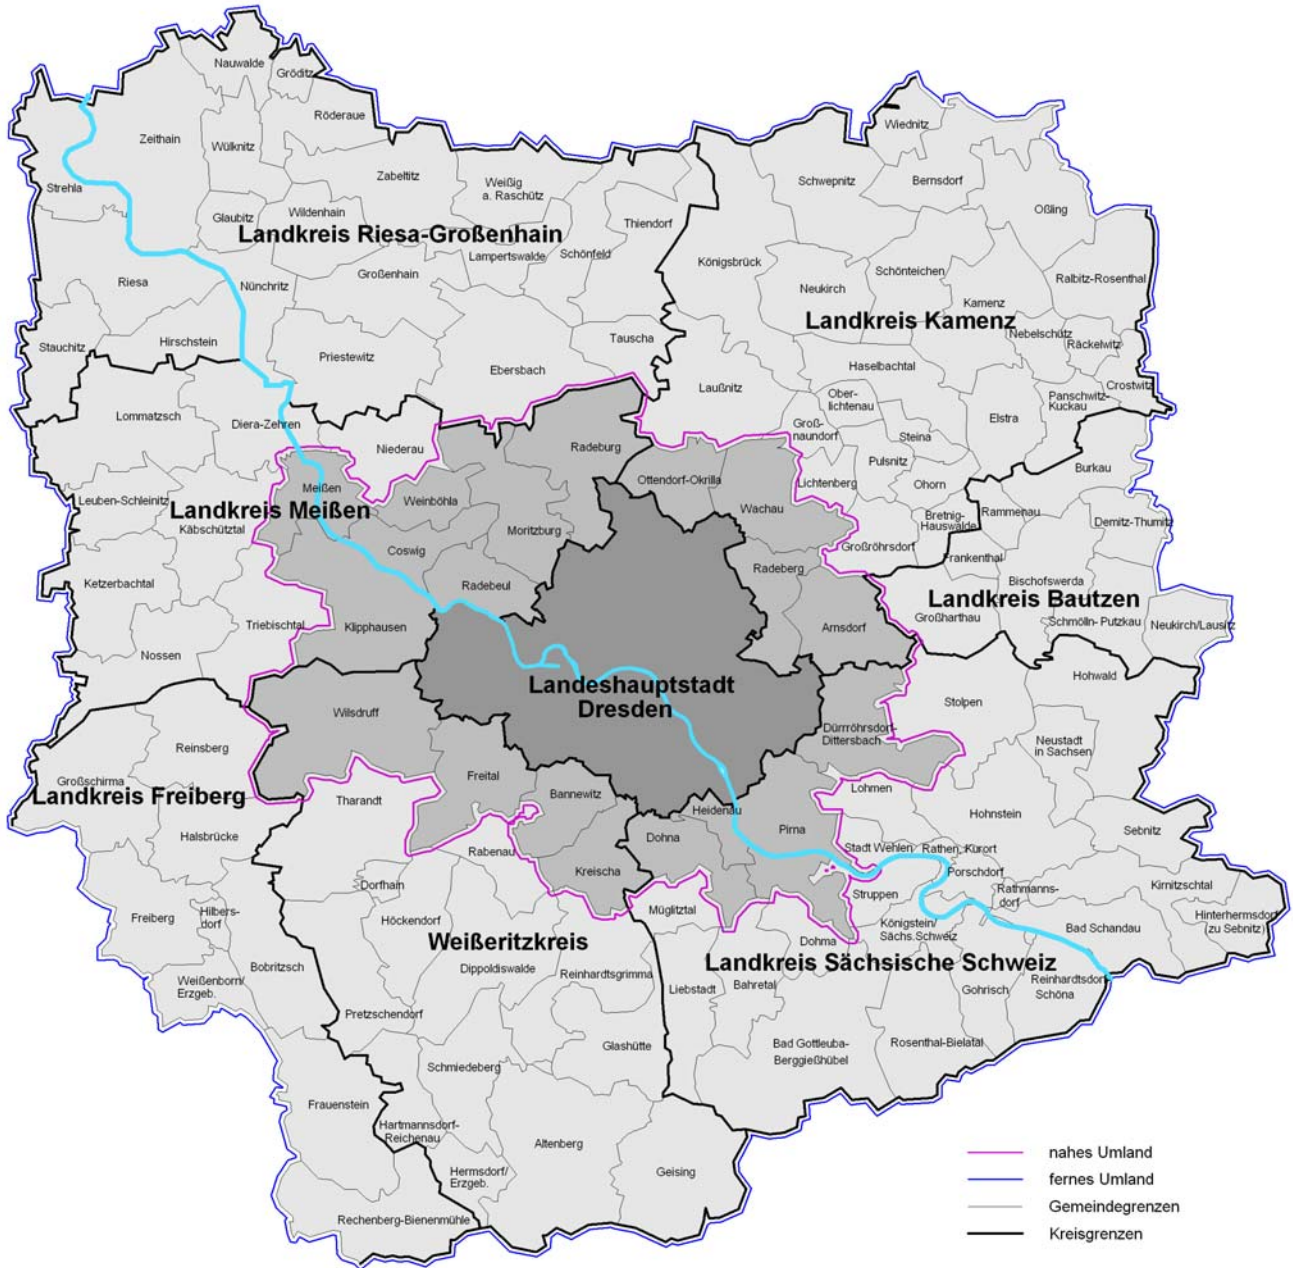 Nauwalde
Gröditz
Röderaue
Zeithain
Wülknitz
Zabeltitz
Weißig
a. Raschütz
Strehla
Glaubitz
Wildenhain
Thiendorf
Landkreis Riesa-Großenhain
Lampertswalde
Schönfeld
Großenhain
Riesa
Nünchritz
Stauchitz
Hirschstein
Priestewitz
Tauscha
Ebersbach
Wiednitz
Schwepnitz
Bernsdorf
Oßling
Königsbrück
Schönteichen
Neukirch
Ralbitz-Rosenthal
Kamenz
Landkreis Kamenz
Nebelschütz
Räckelwitz
Haselbachtal
Crostwitz
Laußnitz
Ober-
lichtenau
Panschwitz-
Kuckau
Elstra
Groß-
naundorf
Steina
Pulsnitz
Lichtenberg
Ohorn
Bretnig-
Hauswalde
Großröhrsdorf
Ottendorf-Okrilla
Wachau
Radeberg
Arnsdorf
Lommatzsch
Diera-Zehren
Niederau
Radeburg
Meißen
Weinböhla
Leuben-Schleinitz
Landkreis Meißen
Käbschütztal
Moritzburg
Coswig
Ketzerbachtal
Radebeul
Triebischtal
Klipphausen
Nossen
Burkau
Rammenau
Demitz-Thumitz
Frankenthal
Bischofswerda
Landkreis Bautzen
Großharthau
Schmölln- Putzkau
Neukirch/Lausitz
Landeshauptstadt
Dresden
Wilsdruff
Reinsberg
Großschirma
Landkreis Freiberg
Halsbrücke
Freiberg
Hilbers-
dorf
Bobritzsch
Weißenborn/
Erzgeb.
Frauenstein
Rechenberg-Bienenmühle
Tharandt
Freital
Bannewitz
Rabenau
Kreischa
Dorfhain
Höckendorf
Weißeritzkreis
Dippoldiswalde
Reinhardtsgrimma
Pretzschendorf
Glashütte
Schmiedeberg
Hartmannsdorf-
Reichenau
Altenberg
Hermsdorf/
Erzgeb.
Geising
Hohwald
Stolpen
Dürrröhrsdorf-
Dittersbach
Neustadt
in Sachsen
Lohmen
Heidenau
Hohnstein
Pirna
Dohna
Sebnitz
Stadt Wehlen
Rathen, Kurort
Porschdorf
Rathmanns-
dorf
Kirnitzschtal
Struppen
Müglitztal
Königstein/
Sächs.Schweiz
Bad Schandau
Hinterhermsdorf
(zu Sebnitz)
Dohma
Landkreis Sächsische Schweiz
Liebstadt
Bahretal
Gohrisch
Reinhardtsdorf-
Schöna
Bad Gottleuba-
Berggießhübel
Rosenthal-Bielatal
nahes Umland
fernes Umland
Gemeindegrenzen
Kreisgrenzen